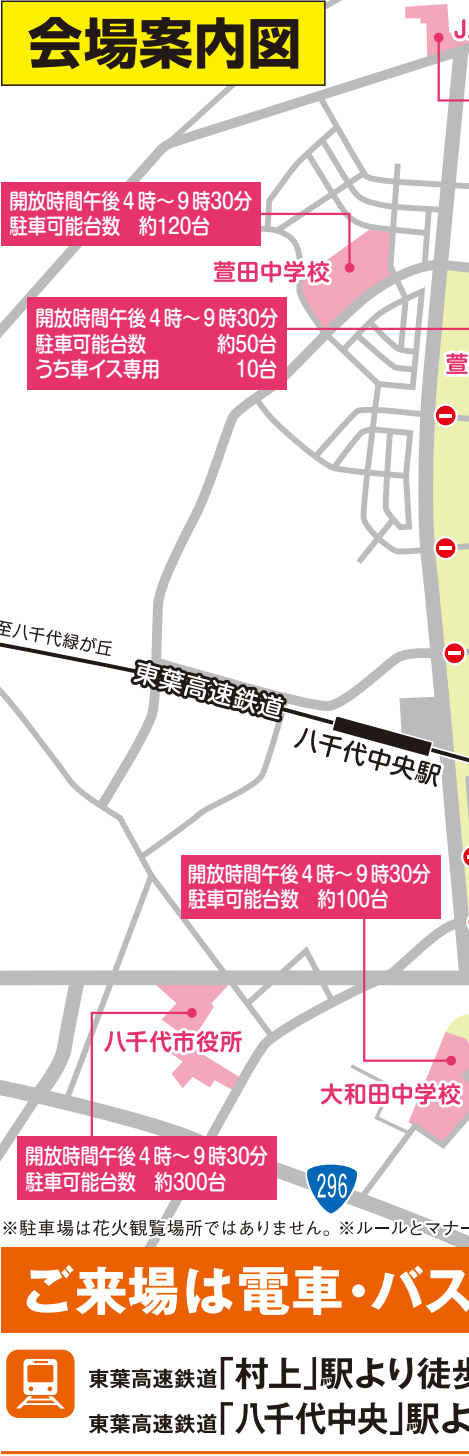 会場案内図
J
開放時間午後4時～9時30分
駐車可能台数　約120台
萱田中学校
開放時間午後4時～9時30分
駐車可能台数　約50台
うち車イス専用　10台
萱
至八千代緑が丘
東葉高速鉄道
八千代中央駅
開放時間午後4時～9時30分
駐車可能台数　約100台
八千代市役所
大和田中学校
開放時間午後4時～9時30分
駐車可能台数　約300台
296
※駐車場は花火観覧場所ではありません。※ルールとマナー
ご来場は電車・バス
東葉高速鉄道「村上」駅より徒歩
東葉高速鉄道「八千代中央」駅よ